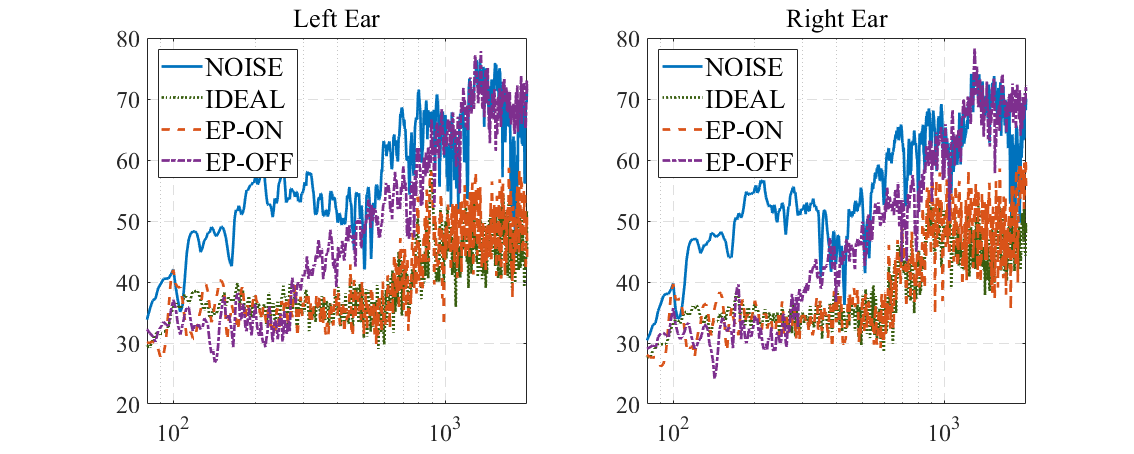 Left Ear
80
70
60
50
40
30
20
10²
10³
NOISE
IDEAL
EP-ON
EP-OFF
Right Ear
80
70
60
50
40
30
20
10²
10³
NOISE
IDEAL
EP-ON
EP-OFF